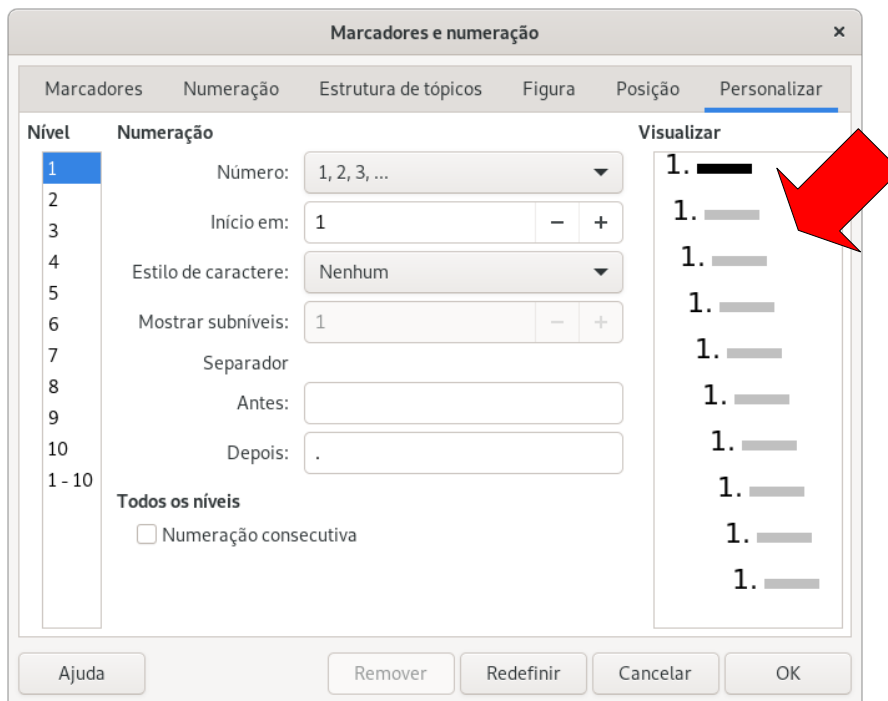 Marcadores e numeração ×
Marcadores Numeração Estrutura de tópicos Figura Posição Personalizar
Nível Numeração Visualizar
1
2
3
4
5
6
7
8
9
10
1 - 10
Número: 1, 2, 3, ...
Início em: 1 − +
Estilo de caractere: Nenhum
Mostrar subníveis: 1 − +
Separador
Antes:
Depois: .
Todos os níveis
Numeração consecutiva
1.
1.
1.
1.
1.
1.
1.
1.
1.
1.
Ajuda Remover Redefinir Cancelar OK